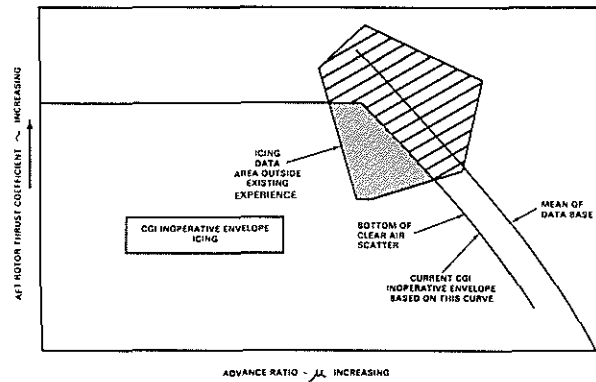 AFT ROTOR THRUST COEFFICIENT ~ INCREASING
ICING
DATA
AREA OUTSIDE
EXISTING
EXPERIENCE
CGI INOPERATIVE ENVELOPE
ICING
BOTTOM OF
CLEAR AIR
SCATTER
MEAN OF
DATA BASE
CURRENT CGI
INOPERATIVE ENVELOPE
BASED ON THIS CURVE
ADVANCE RATIO ~ μ INCREASING